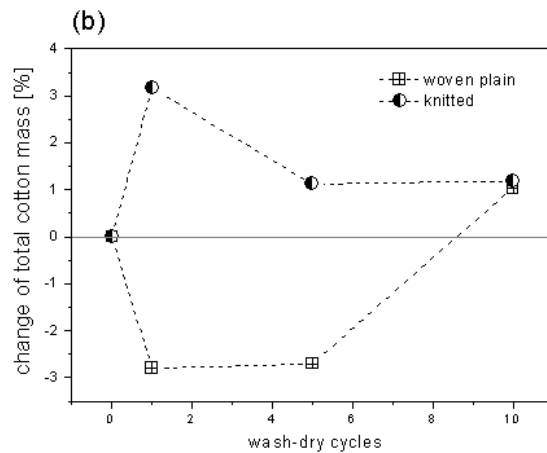 (b)
change of total cotton mass [%]
4
3
2
1
0
-1
-2
-3
woven plain
knitted
0 2 4 6 8 10
wash-dry cycles